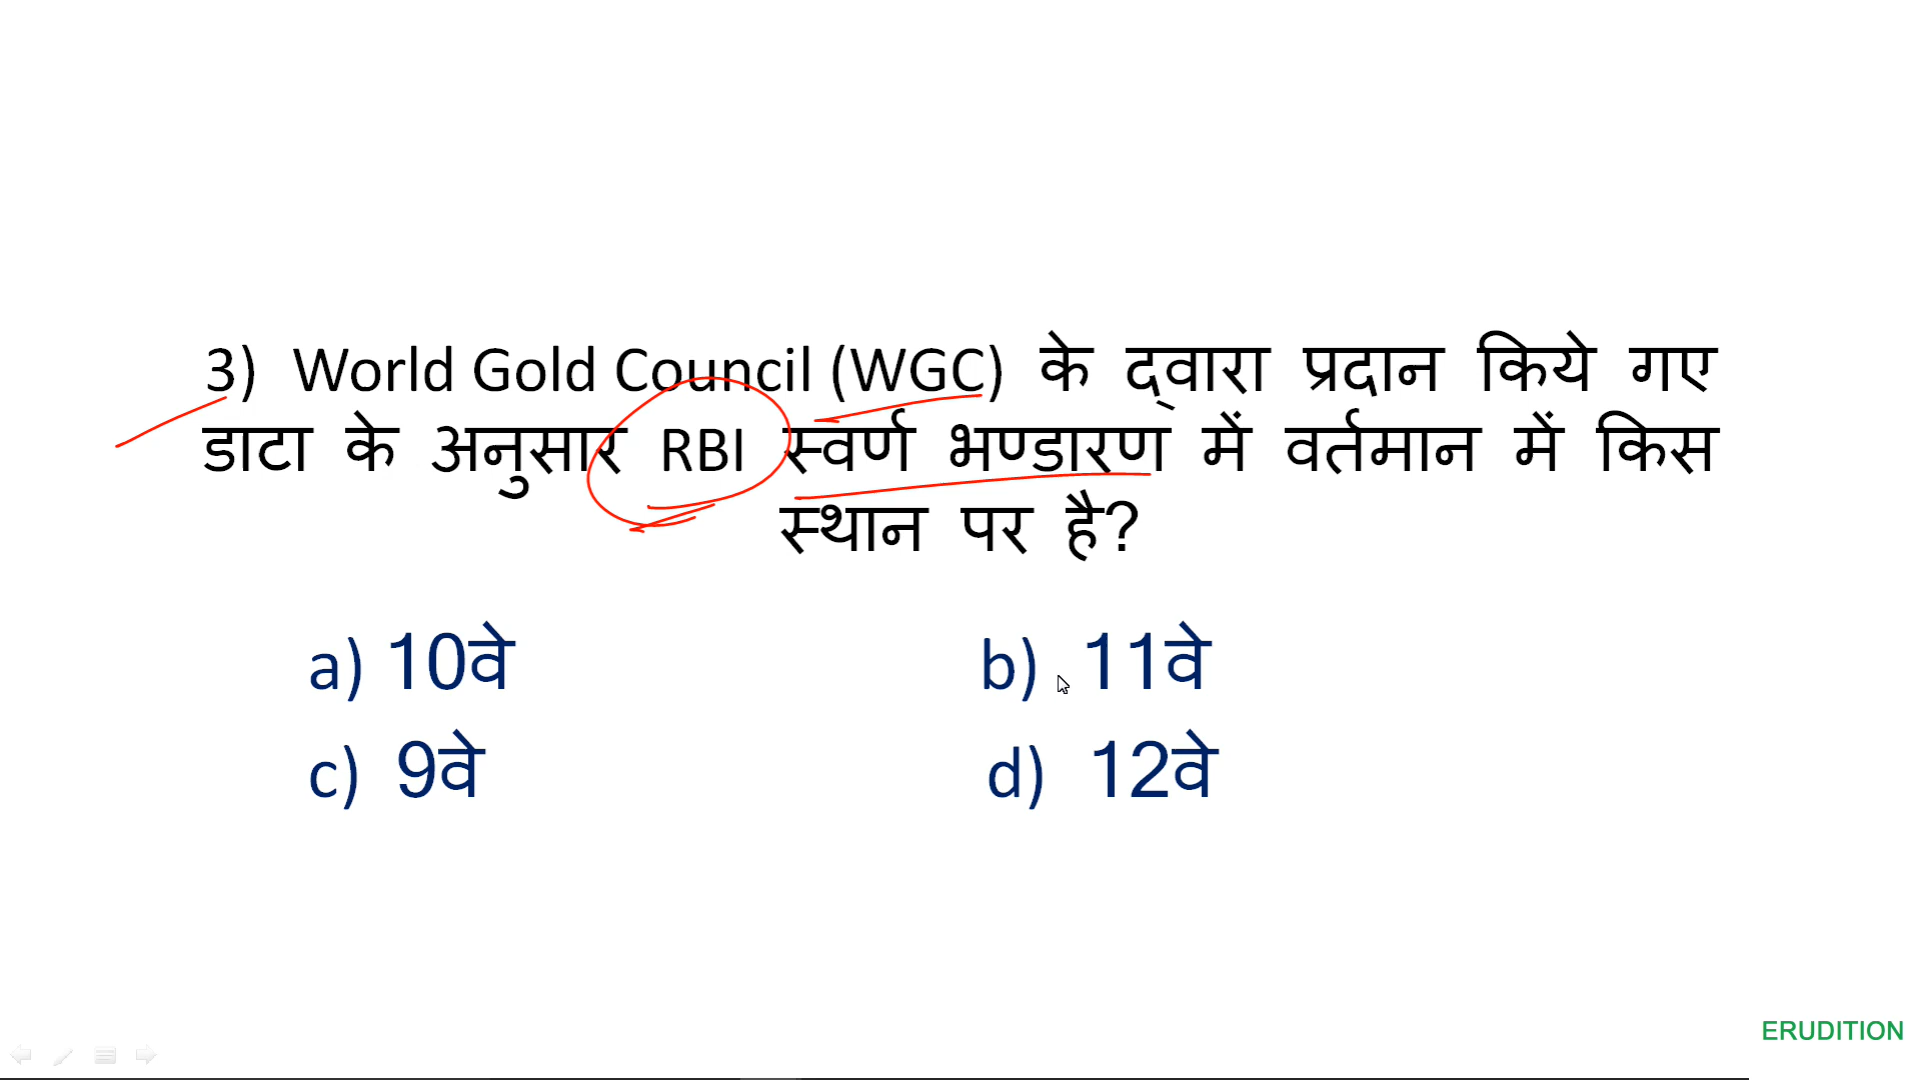 3) World Gold Council (WGC) के द्वारा प्रदान किये गए
डाटा के अनुसार RBI स्वर्ण भण्डारण में वर्तमान में किस
स्थान पर है?
a) 10वे b) 11वे
c) 9वे d) 12वे
ERUDITION